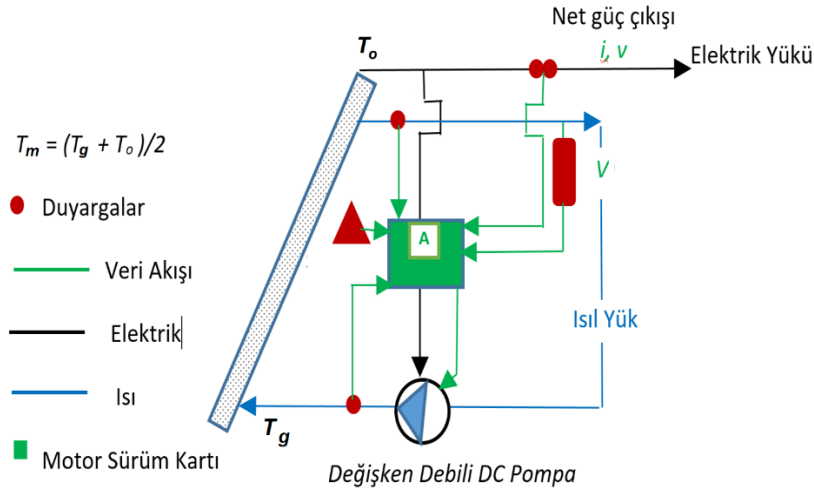 Net güç çıkışı
To
i, v
Elektrik Yükü
Tm = (Tg + To)/2
Duyargalar
V
A
Veri Akışı
Isıl Yük
Elektrik
Isı
Tg
Motor Sürüm Kartı
Değişken Debili DC Pompa